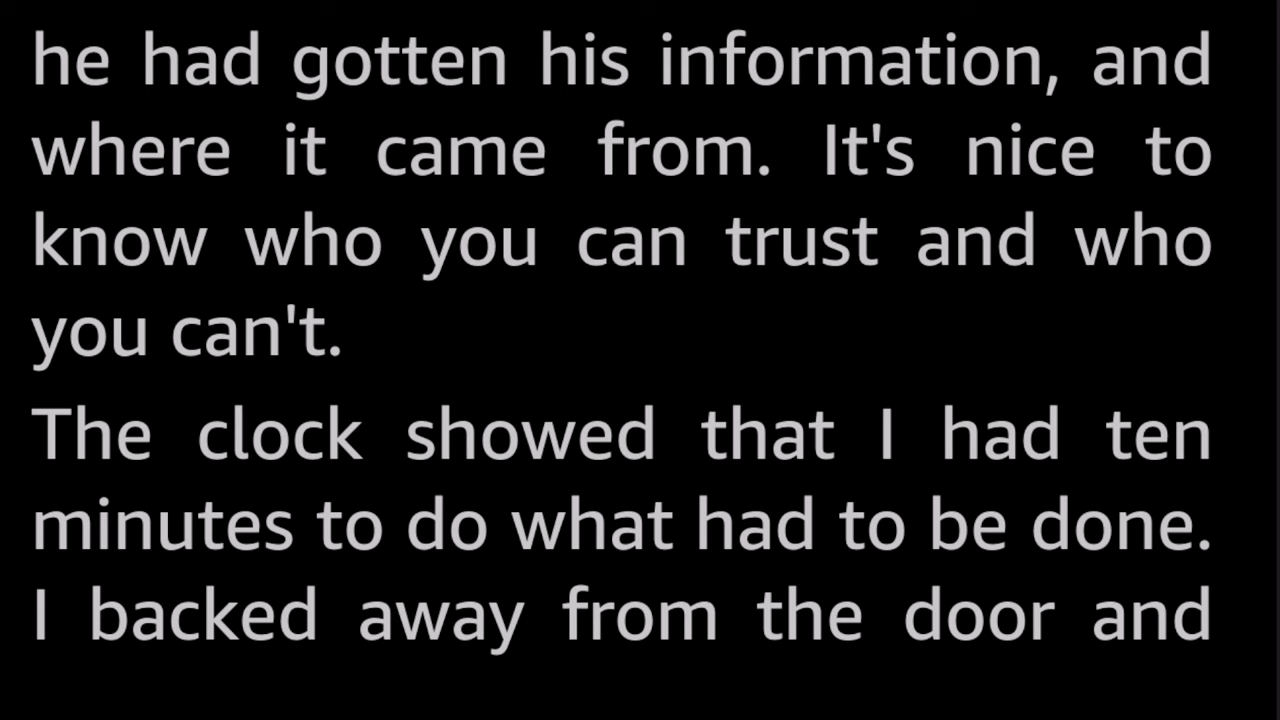 he had gotten his information, and
where it came from. It's nice to
know who you can trust and who
you can't.
The clock showed that I had ten
minutes to do what had to be done.
I backed away from the door and